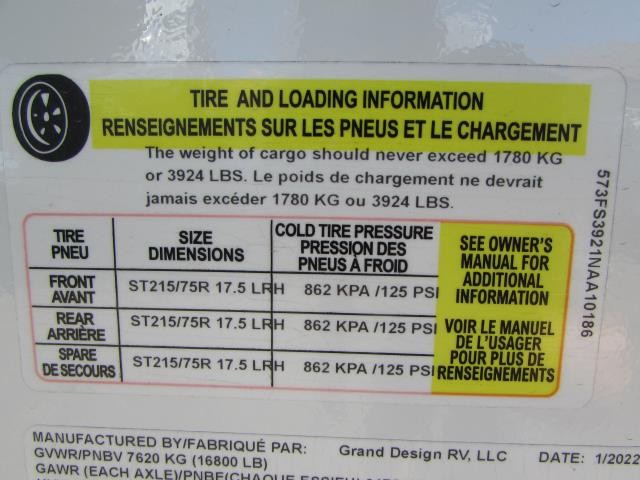 TIRE AND LOADING INFORMATION
RENSEIGNEMENTS SUR LES PNEUS ET LE CHARGEMENT
The weight of cargo should never exceed 1780 KG
or 3924 LBS. Le poids de chargement ne devrait
jamais excéder 1780 KG ou 3924 LBS.
TIRE
PNEU
SIZE
DIMENSIONS
COLD TIRE PRESSURE
PRESSION DES
PNEUS À FROID
FRONT
AVANT
ST215/75R 17.5 LRH
862 KPA /125 PSI
REAR
ARRIÈRE
ST215/75R 17.5 LRH
862 KPA /125 PSI
SPARE
DE SECOURS
ST215/75R 17.5 LRH
862 KPA /125 PSI
SEE OWNER'S
MANUAL FOR
ADDITIONAL
INFORMATION
VOIR LE MANUEL
DE L'USAGER
POUR PLUS DE
RENSEIGNEMENTS
573FS3921NAA10186
MANUFACTURED BY/FABRIQUÉ PAR: Grand Design RV, LLC DATE: 1/2022
GVWR/PNBV 7620 KG (16800 LB)
GAWR (EACH AXLE)/PNBE(CHAQUE ESSIEU)